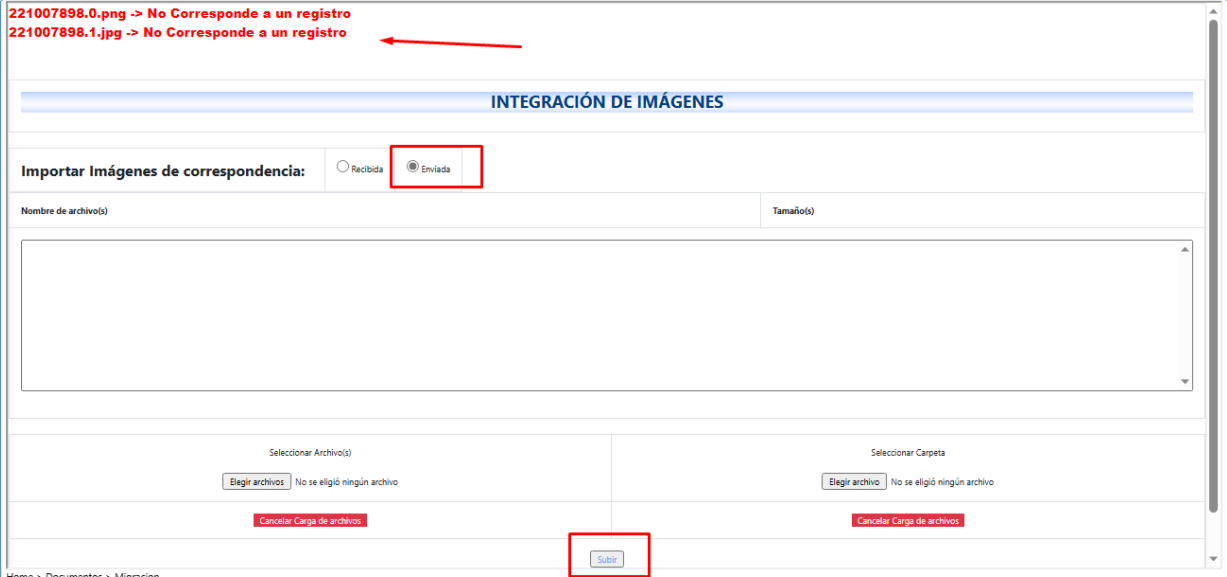 221007898.0.png -> No Corresponde a un registro
221007898.1.jpg -> No Corresponde a un registro
INTEGRACIÓN DE IMÁGENES
Importar Imágenes de correspondencia: Recibida Enviada
Nombre de archivo(s) Tamaño(s)
Seleccionar Archivo(s) Seleccionar Carpeta
Elegir archivos No se eligió ningún archivo Elegir archivo No se eligió ningún archivo
Cancelar Carga de archivos Cancelar Carga de archivos
Subir
Home > Documentos > Migracion